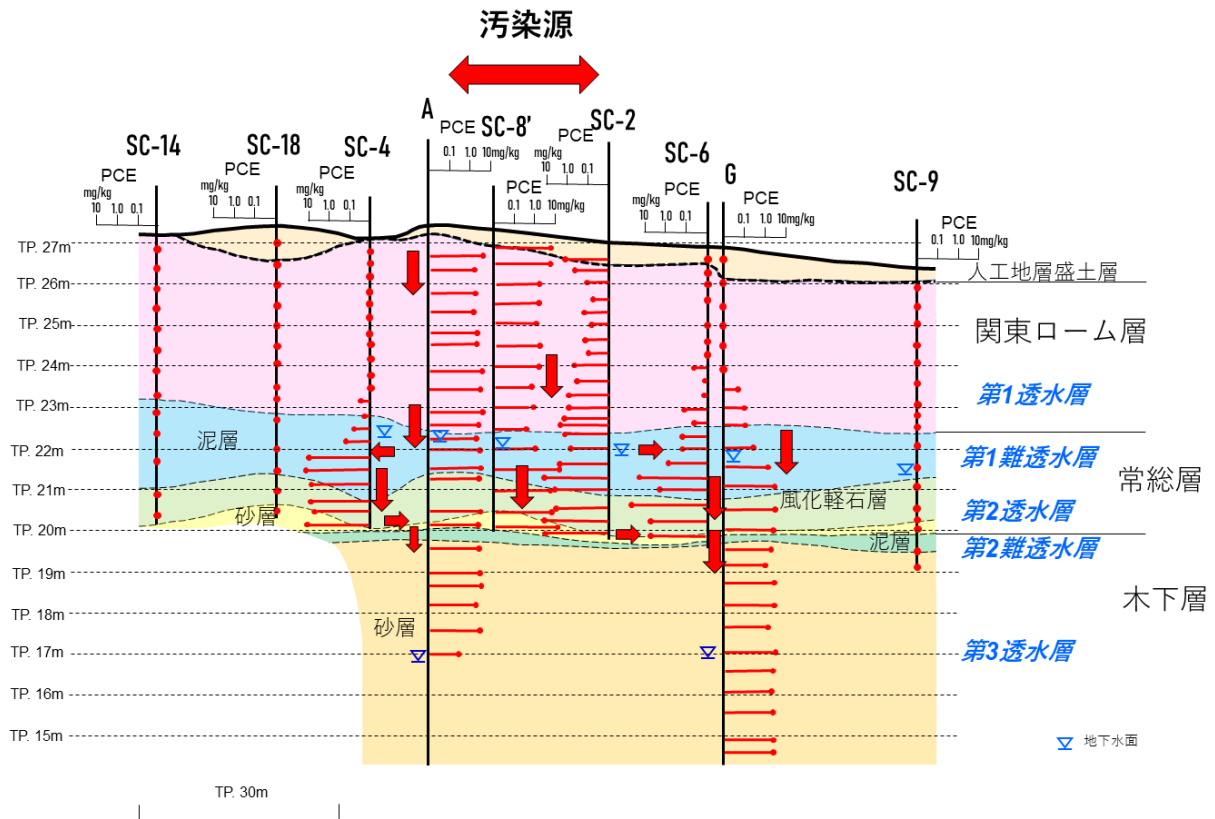 汚染源
A
SC-14
SC-18
SC-4
SC-8’
SC-2
SC-6
G
SC-9
PCE
mg/kg
10 1.0 0.1
PCE
mg/kg
10 1.0 0.1
PCE
mg/kg
10 1.0 0.1
PCE
0.1 1.0 10mg/kg
PCE
0.1 1.0 10mg/kg
PCE
mg/kg
10 1.0 0.1
PCE
mg/kg
10 1.0 0.1
PCE
0.1 1.0 10mg/kg
PCE
0.1 1.0 10mg/kg
TP. 27m
TP. 26m
TP. 25m
TP. 24m
TP. 23m
TP. 22m
TP. 21m
TP. 20m
TP. 19m
TP. 18m
TP. 17m
TP. 16m
TP. 15m
人工地層盛土層
関東ローム層
第1透水層
泥層
第1難透水層
常総層
風化軽石層
砂層
第2透水層
泥層
第2難透水層
木下層
砂層
第3透水層
地下水面
TP. 30m